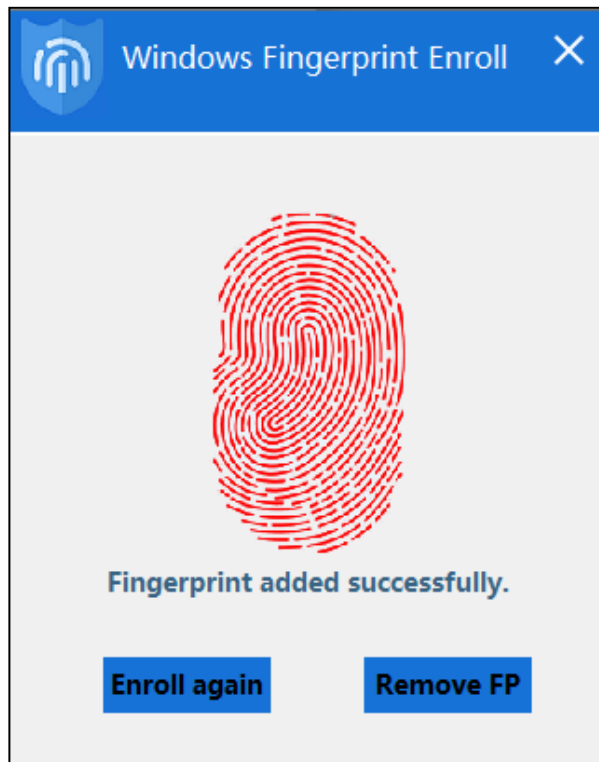 Windows Fingerprint Enroll
Fingerprint added successfully.
Enroll again
Remove FP